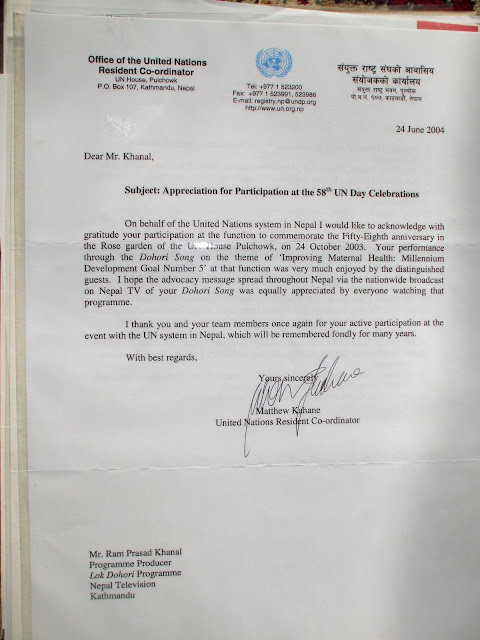 Office of the United Nations
Resident Co-ordinator
UN House, Pulchowk
P.O. Box 107, Kathmandu, Nepal
Tel: +977 1 523200
Fax: +977 1 523991, 523986
E-mail: registry.np@undp.org
http://www.un.org.np
संयुक्त राष्ट्र संघको आवासिय
संयोजकको कार्यालय
संयुक्त राष्ट्र भवन, पुल्चोक
पो.ब.नं. १०७, काठमाडौं, नेपाल
24 June 2004
Dear Mr. Khanal,
Subject: Appreciation for Participation at the 58th UN Day Celebrations
On behalf of the United Nations system in Nepal I would like to acknowledge with
gratitude your participation at the function to commemorate the Fifty-Eighth anniversary in
the Rose garden of the UN House Pulchowk, on 24 October 2003. Your performance
through the Dohori Song on the theme of 'Improving Maternal Health: Millennium
Development Goal Number 5' at that function was very much enjoyed by the distinguished
guests. I hope the advocacy message spread throughout Nepal via the nationwide broadcast
on Nepal TV of your Dohori Song was equally appreciated by everyone watching that
programme.
I thank you and your team members once again for your active participation at the
event with the UN system in Nepal, which will be remembered fondly for many years.
With best regards,
Yours sincerely
Matthew Kahane
United Nations Resident Co-ordinator
Mr. Ram Prasad Khanal
Programme Producer
Lok Dohori Programme
Nepal Television
Kathmandu